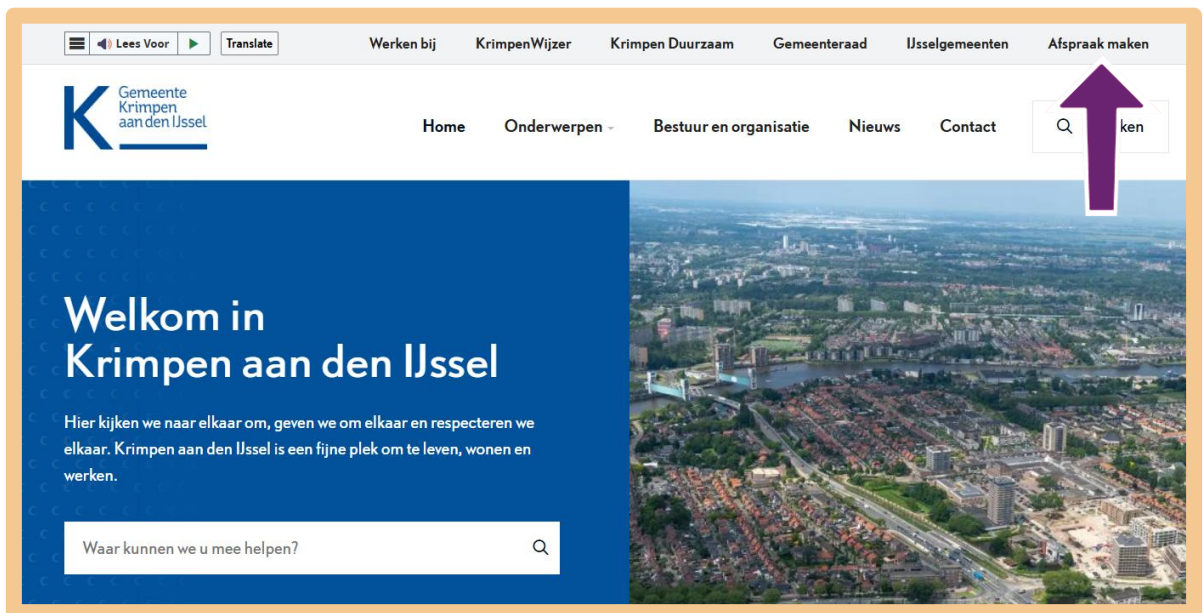 Lees Voor Translate Werken bij KrimpenWijzer Krimpen Duurzaam Gemeenteraad IJsselgemeenten Afspraak maken
Gemeente
Krimpen
aan den IJssel
Home Onderwerpen Bestuur en organisatie Nieuws Contact
Welkom in
Krimpen aan den IJssel
Hier kijken we naar elkaar om, geven we om elkaar en respecteren we
elkaar. Krimpen aan den IJssel is een fijne plek om te leven, wonen en
werken.
Waar kunnen we u mee helpen?